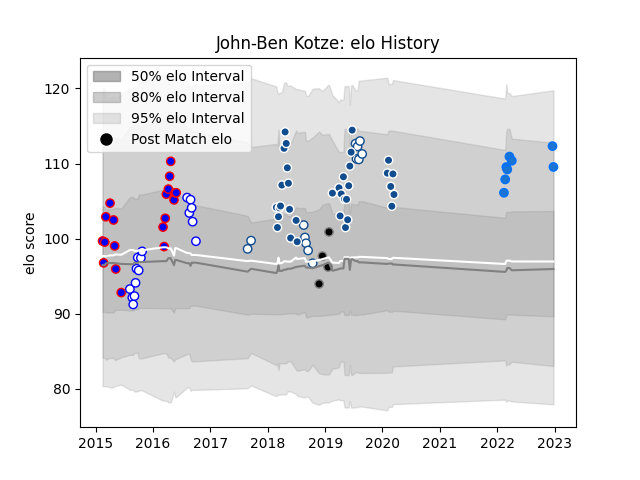 John-Ben Kotze: elo History
50% elo Interval
80% elo Interval
95% elo Interval
Post Match elo
elo score
120
110
100
90
80
2015 2016 2017 2018 2019 2020 2021 2022 2023